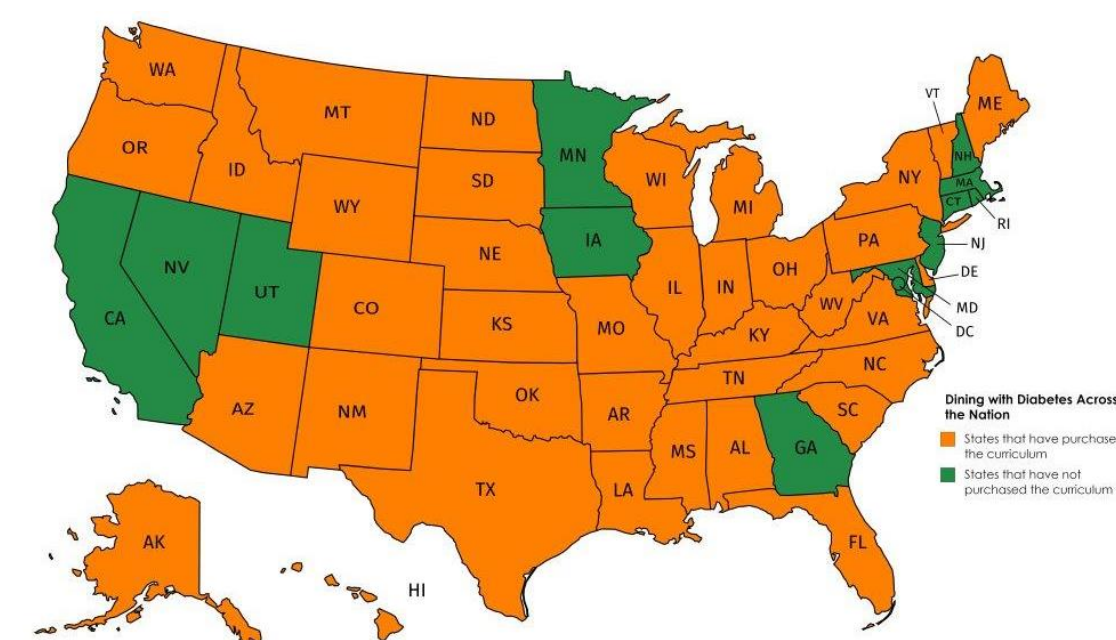 WA
MT
ND
MN
VT
ME
OR
ID
SD
WI
MI
NY
NH
MA
CT
RI
WY
NE
IA
PA
NJ
NV
UT
CO
IL
IN
OH
WV
DE
MD
DC
CA
KS
MO
KY
VA
AZ
NM
OK
AR
TN
NC
SC
MS
AL
GA
TX
LA
FL
AK
HI
Dining with Diabetes Across
the Nation
States that have purchase
the curriculum
States that have not
purchased the curriculum